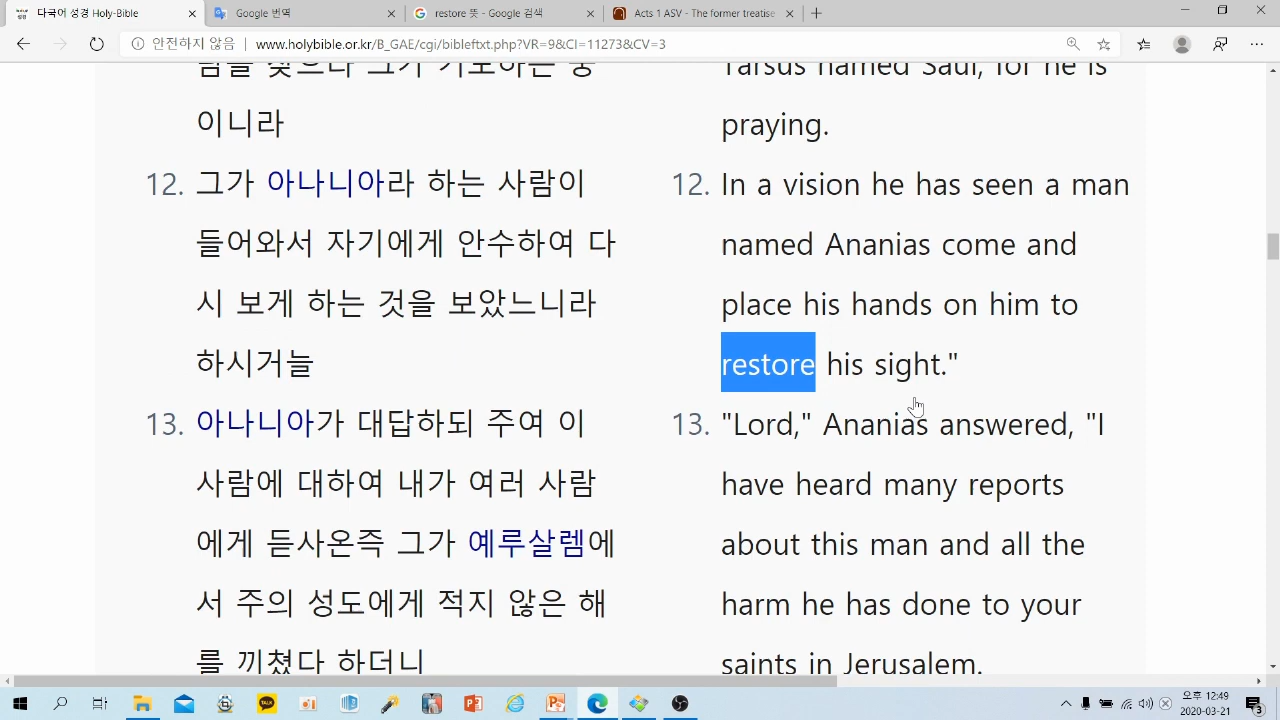 다국어 성경 Holy-Bible
Google 번역
restore 뜻 - Google 검색
Acts 1 ASV - The former treatise
안전하지 않음
www.holybible.or.kr/B_GAE/cgi/bibleftxt.php?VR=9&CI=11273&CV=3
이니라
12. 그가 아나니아라 하는 사람이
들어와서 자기에게 안수하여 다
시 보게 하는 것을 보았느니라
하시거늘
13. 아나니아가 대답하되 주여 이
사람에 대하여 내가 여러 사람
에게 듣사온즉 그가 예루살렘에
서 주의 성도에게 적지 않은 해
를 끼쳤다 하더니
Tarsus named Saul, for he is
praying.
12. In a vision he has seen a man
named Ananias come and
place his hands on him to
restore his sight."
13. "Lord," Ananias answered, "I
have heard many reports
about this man and all the
harm he has done to your
saints in Jerusalem.
TALK
오후 12:49
2020-03-21
3